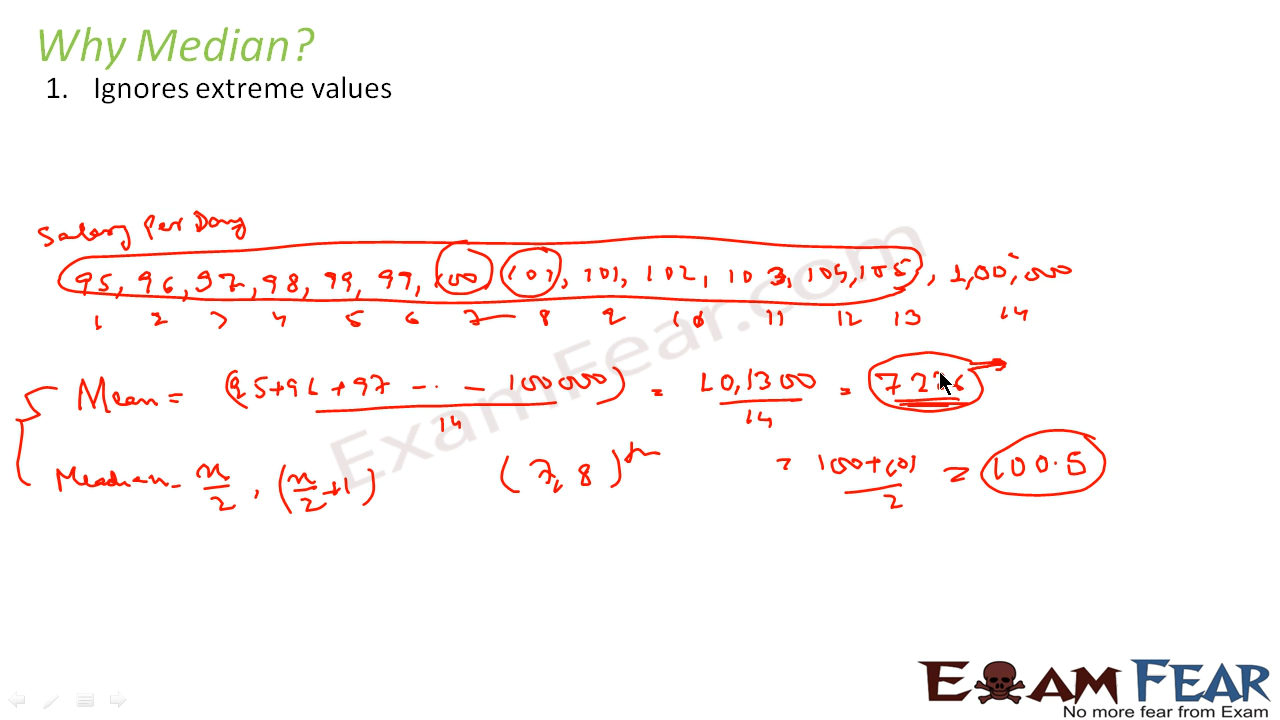 Why Median?
1. Ignores extreme values
Salary Per Day
95, 96, 97, 98, 99, 99, 100, 101, 101, 102, 103, 105, 105, 1,00,000
1 2 3 4 5 6 7 8 9 10 11 12 13 14
Mean = (95+96+97 - - - 100000) / 14 = 10,1300 / 14 = 7236
Meadian = n/2, (n/2+1) (7, 8)th = 100+101 / 2 = 100.5
ExamFear.com
EXAM FEAR
No more fear from Exam